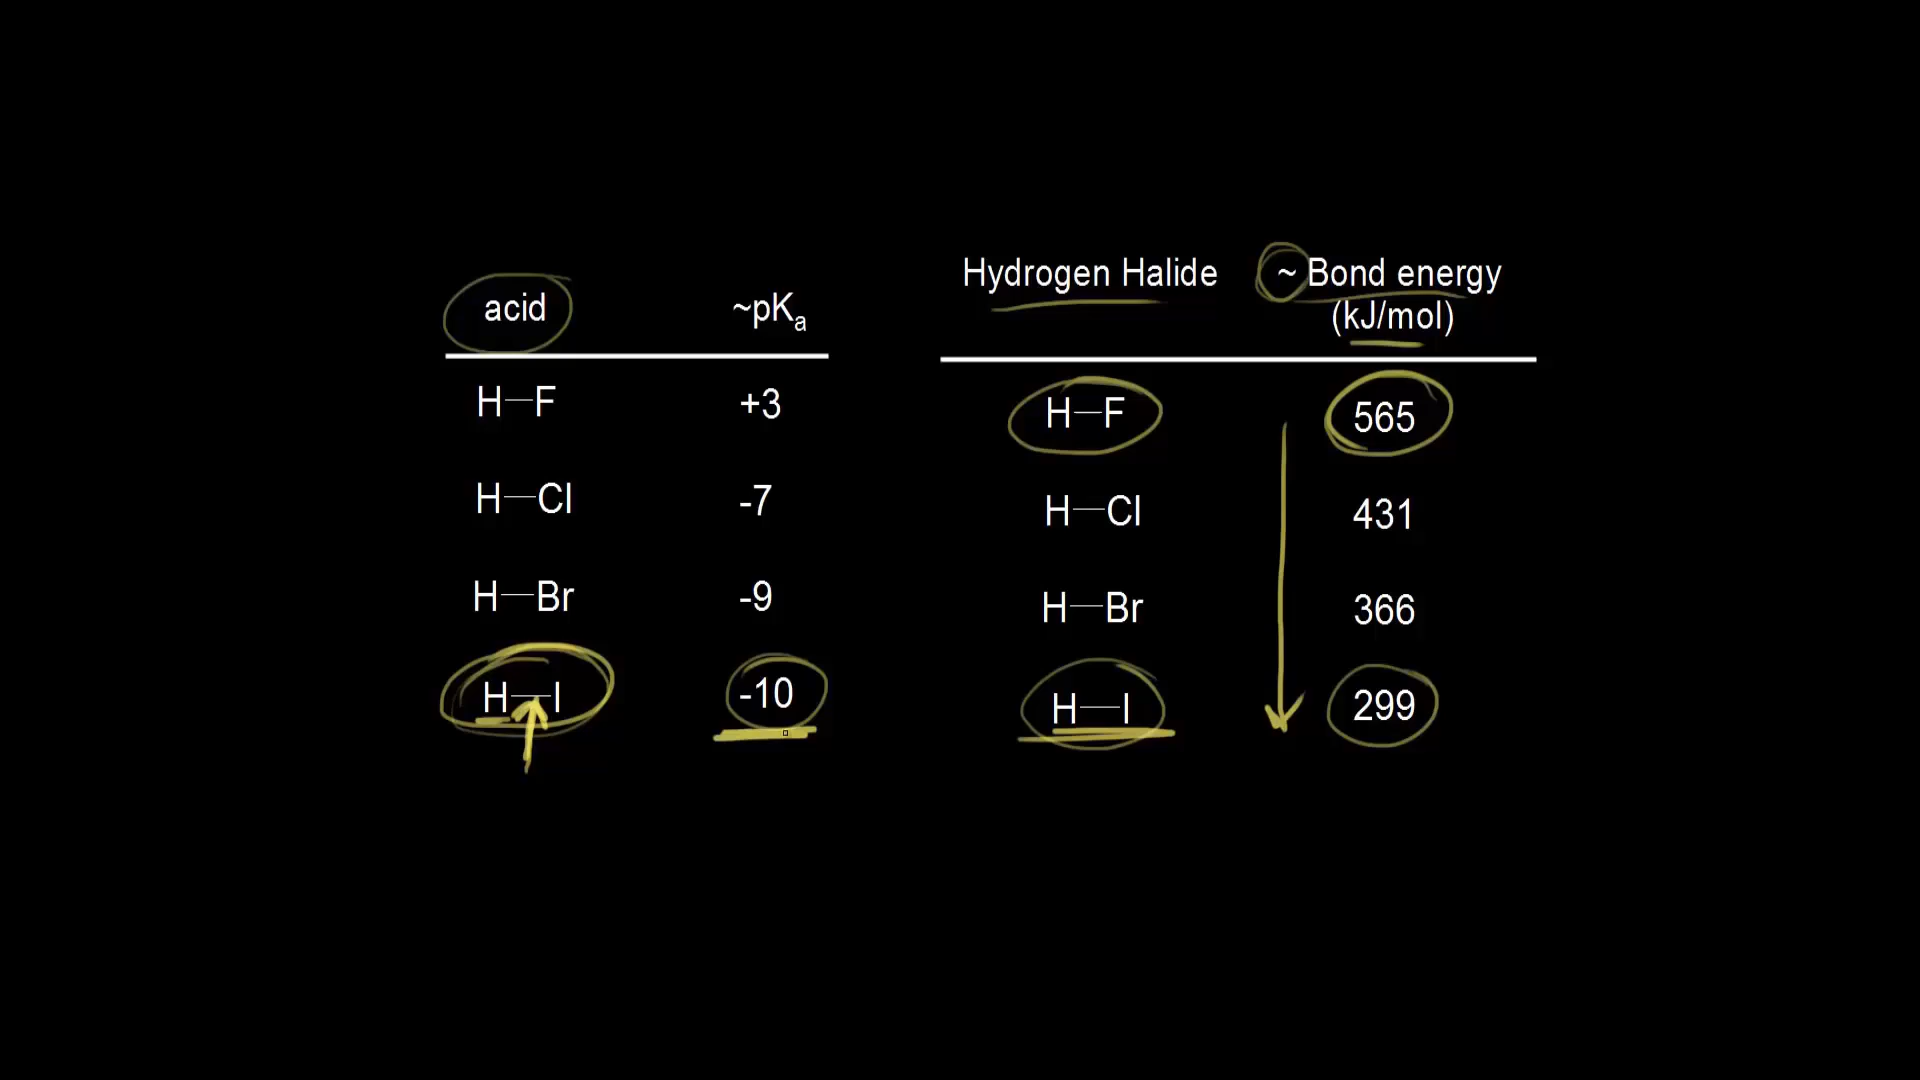 acid ~pKa
H—F +3
H—Cl -7
H—Br -9
H—I -10
Hydrogen Halide ~ Bond energy
(kJ/mol)
H—F 565
H—Cl 431
H—Br 366
H—I 299